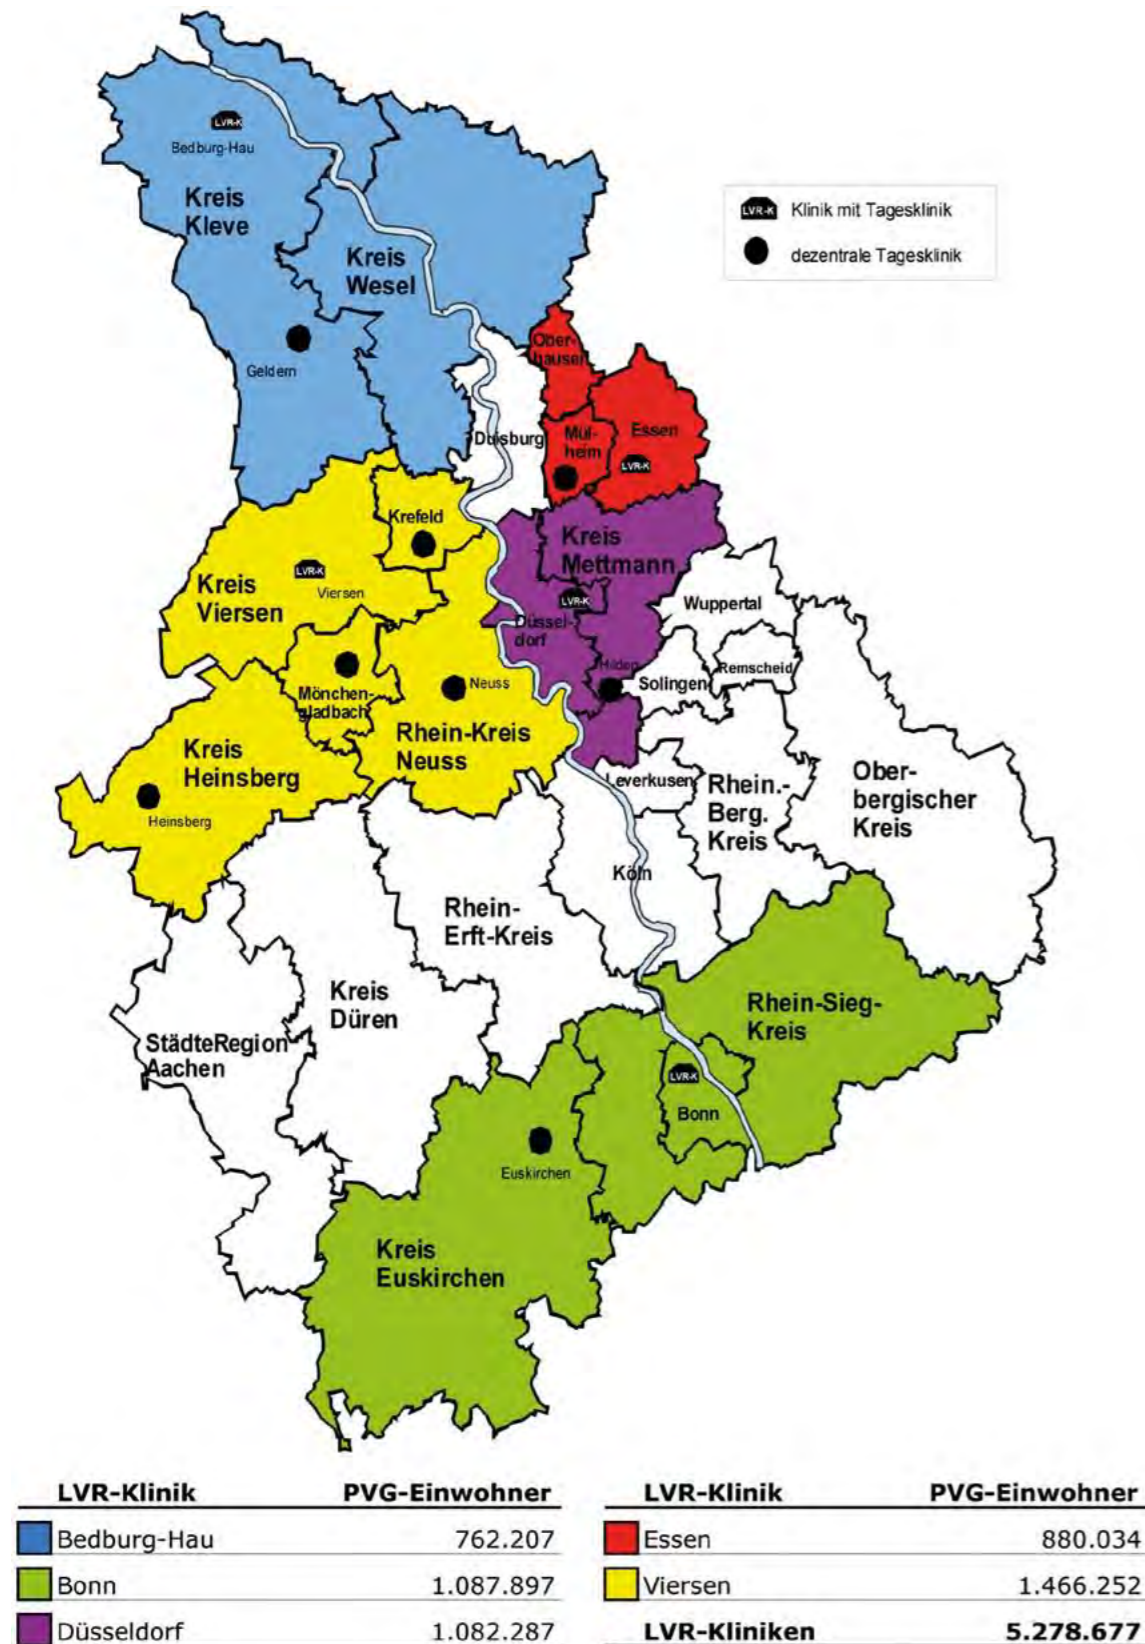 LVR-K
Bedburg-Hau
Kreis
Kleve
Kreis
Wesel
LVR-K Klinik mit Tagesklinik
dezentrale Tagesklinik
Geldern
Ober-
hausen
Duisburg
Mül-
heim
Essen
LVR-K
Krefeld
Kreis
Mettmann
LVR-K
Kreis
Viersen
Viersen
LVR-K
Düssel-
dorf
Wuppertal
Hilden
Solingen
Remscheid
Mönchen-
gladbach
Neuss
Rhein-Kreis
Neuss
Kreis
Heinsberg
Heinsberg
Leverkusen
Rhein.-
Berg.
Kreis
Ober-
bergischer
Kreis
Köln
Rhein-
Erft-Kreis
Kreis
Düren
StädteRegion
Aachen
Rhein-Sieg-
Kreis
LVR-K
Bonn
Euskirchen
Kreis
Euskirchen
LVR-Klinik PVG-Einwohner
Bedburg-Hau 762.207
Bonn 1.087.897
Düsseldorf 1.082.287
LVR-Klinik PVG-Einwohner
Essen 880.034
Viersen 1.466.252
LVR-Kliniken 5.278.677